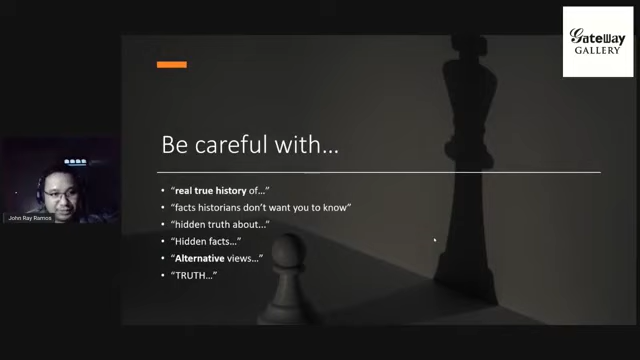 GateWay
GALLERY
Be careful with…
• “real true history of…”
• “facts historians don’t want you to know”
• “hidden truth about…”
• “Hidden facts…”
• “Alternative views…”
• “TRUTH…”
John Ray Ramos